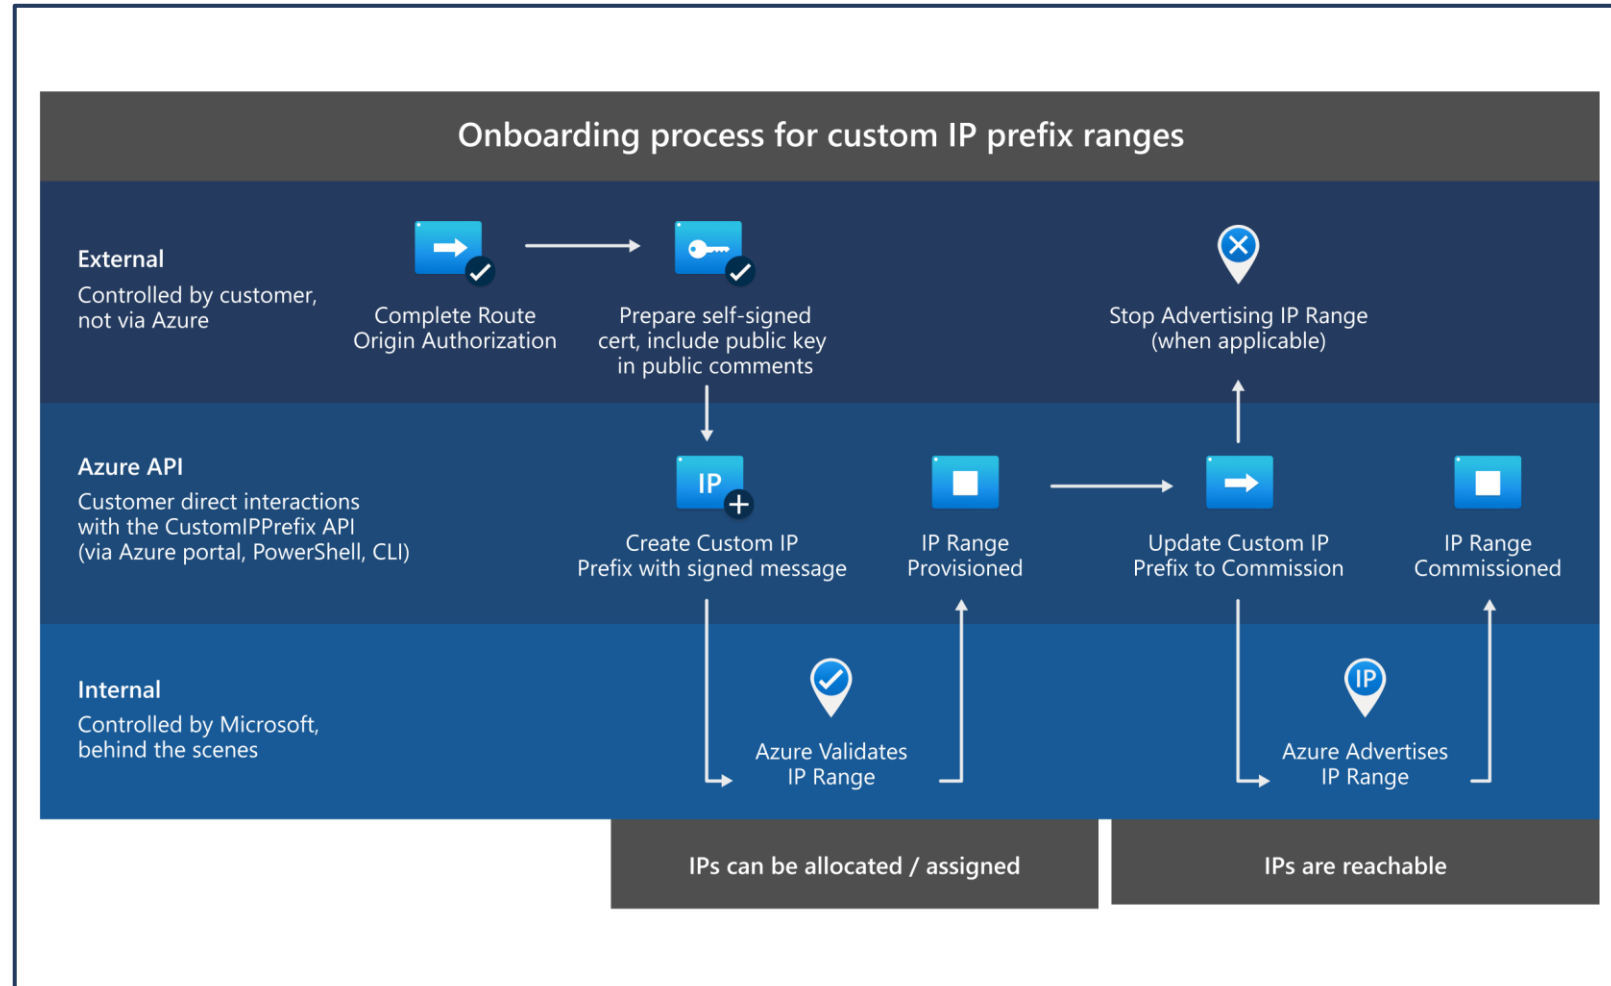 Onboarding process for custom IP prefix ranges
External
Controlled by customer,
not via Azure
Complete Route
Origin Authorization
Prepare self-signed
cert, include public key
in public comments
Stop Advertising IP Range
(when applicable)
Azure API
Customer direct interactions
with the CustomIPPrefix API
(via Azure portal, PowerShell, CLI)
IP
Create Custom IP
Prefix with signed message
IP Range
Provisioned
Update Custom IP
Prefix to Commission
IP Range
Commissioned
Internal
Controlled by Microsoft,
behind the scenes
Azure Validates
IP Range
IP
Azure Advertises
IP Range
IPs can be allocated / assigned
IPs are reachable